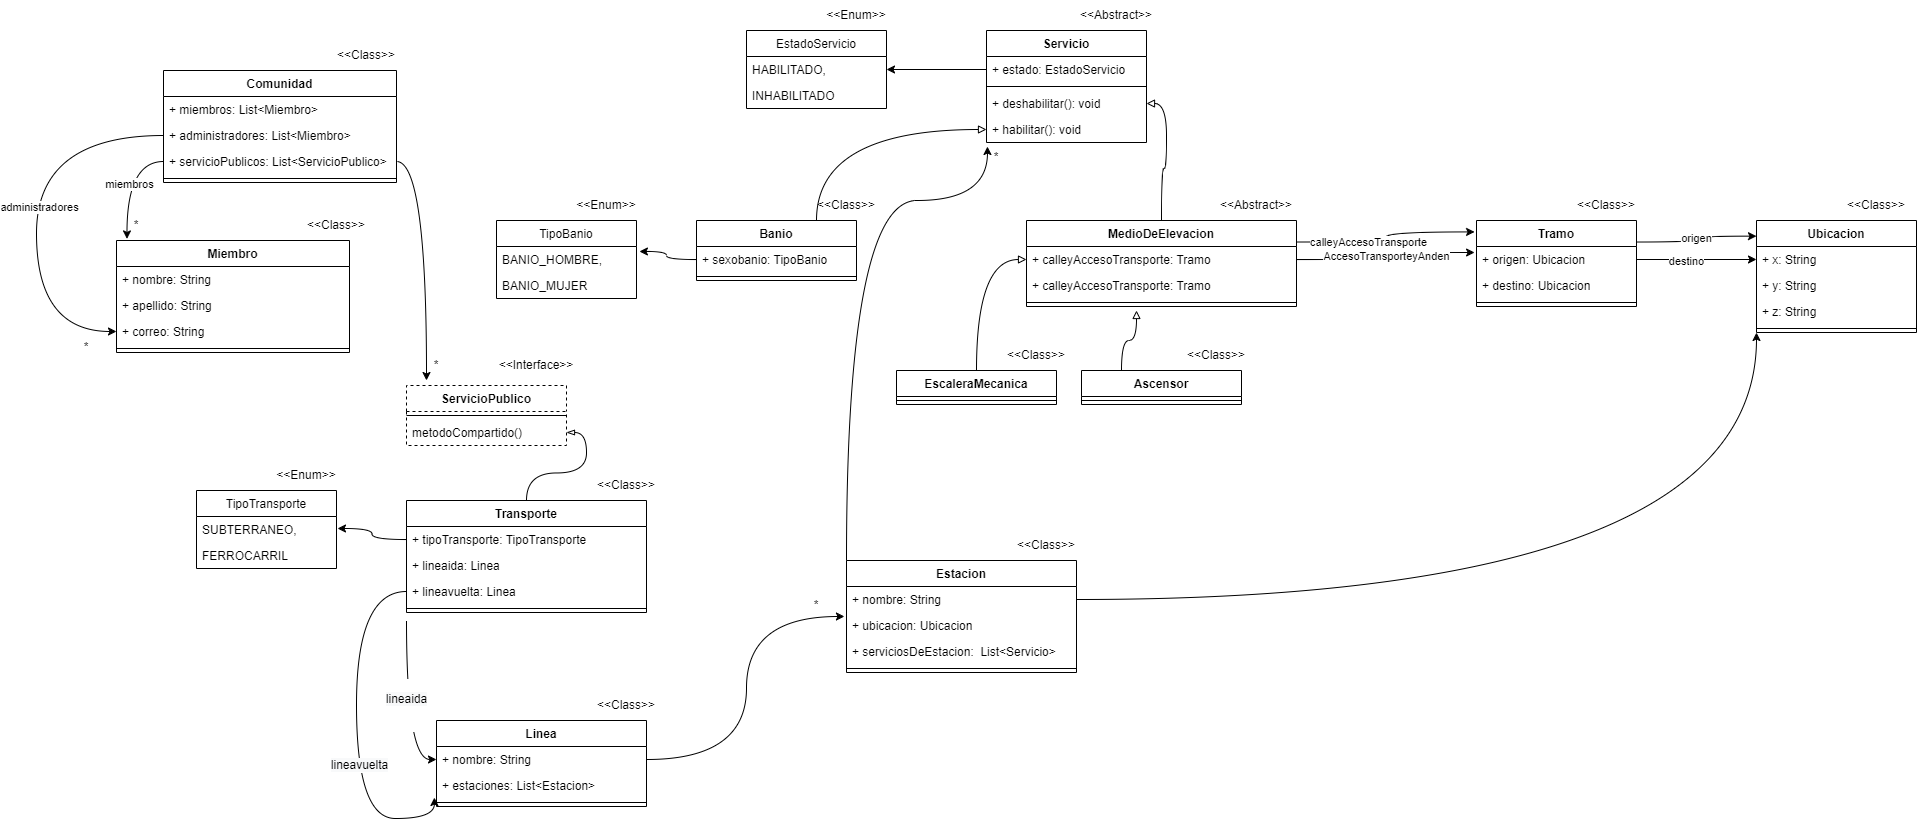 <<Enum>>
EstadoServicio
HABILITADO,
INHABILITADO
<<Abstract>>
Servicio
+ estado: EstadoServicio
+ deshabilitar(): void
+ habilitar(): void
*
<<Class>>
Comunidad
+ miembros: List<Miembro>
+ administradores: List<Miembro>
+ servicioPublicos: List<ServicioPublico>
miembros
administradores
*
<<Class>>
Miembro
+ nombre: String
+ apellido: String
+ correo: String
*
<<Enum>>
TipoBanio
BANIO_HOMBRE,
BANIO_MUJER
<<Class>>
Banio
+ sexobanio: TipoBanio
<<Abstract>>
MedioDeElevacion
+ calleyAccesoTransporte: Tramo
+ calleyAccesoTransporte: Tramo
calleyAccesoTransporte
AccesoTransporteyAnden
<<Class>>
Tramo
+ origen: Ubicacion
+ destino: Ubicacion
origen
destino
<<Class>>
Ubicacion
+ x: String
+ y: String
+ z: String
<<Class>>
EscaleraMecanica
<<Class>>
Ascensor
*
<<Interface>>
ServicioPublico
metodoCompartido()
<<Enum>>
TipoTransporte
SUBTERRANEO,
FERROCARRIL
<<Class>>
Transporte
+ tipoTransporte: TipoTransporte
+ lineaida: Linea
+ lineavuelta: Linea
lineaida
lineavuelta
<<Class>>
Linea
+ nombre: String
+ estaciones: List<Estacion>
*
<<Class>>
Estacion
+ nombre: String
+ ubicacion: Ubicacion
+ serviciosDeEstacion:  List<Servicio>